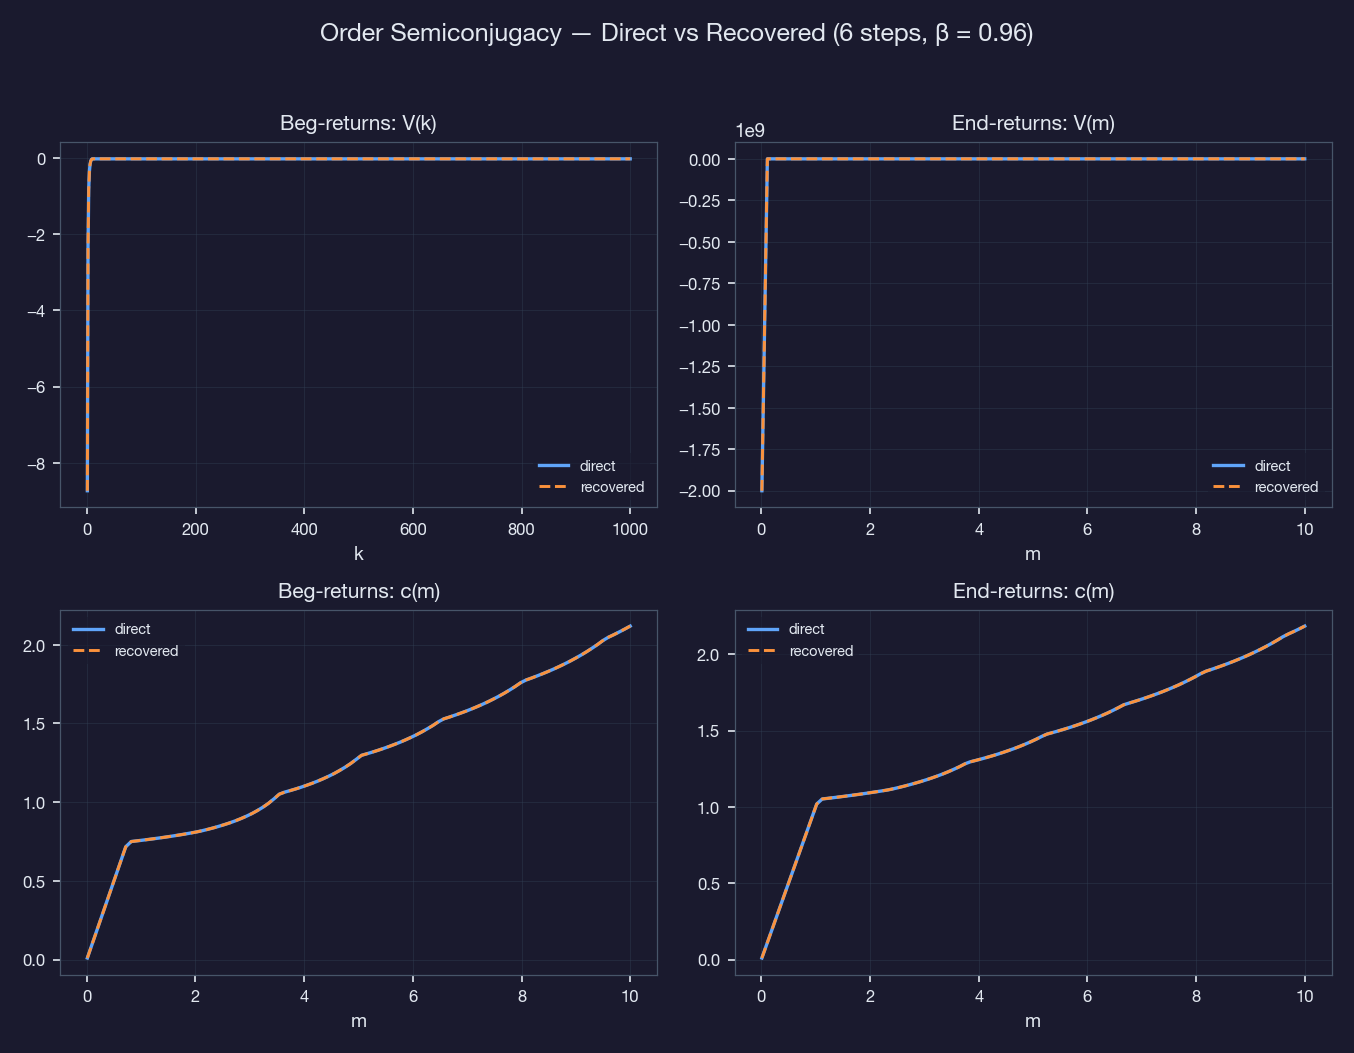 Order Semiconjugacy — Direct vs Recovered (6 steps, β = 0.96)
Beg-returns: V(k)
0
−2
−4
−6
−8
direct
recovered
0 200 400 600 800 1000
k
End-returns: V(m)
1e9
0.00
−0.25
−0.50
−0.75
−1.00
−1.25
−1.50
−1.75
−2.00
direct
recovered
0 2 4 6 8 10
m
Beg-returns: c(m)
direct
recovered
2.0
1.5
1.0
0.5
0.0
0 2 4 6 8 10
m
End-returns: c(m)
direct
recovered
2.0
1.5
1.0
0.5
0.0
0 2 4 6 8 10
m